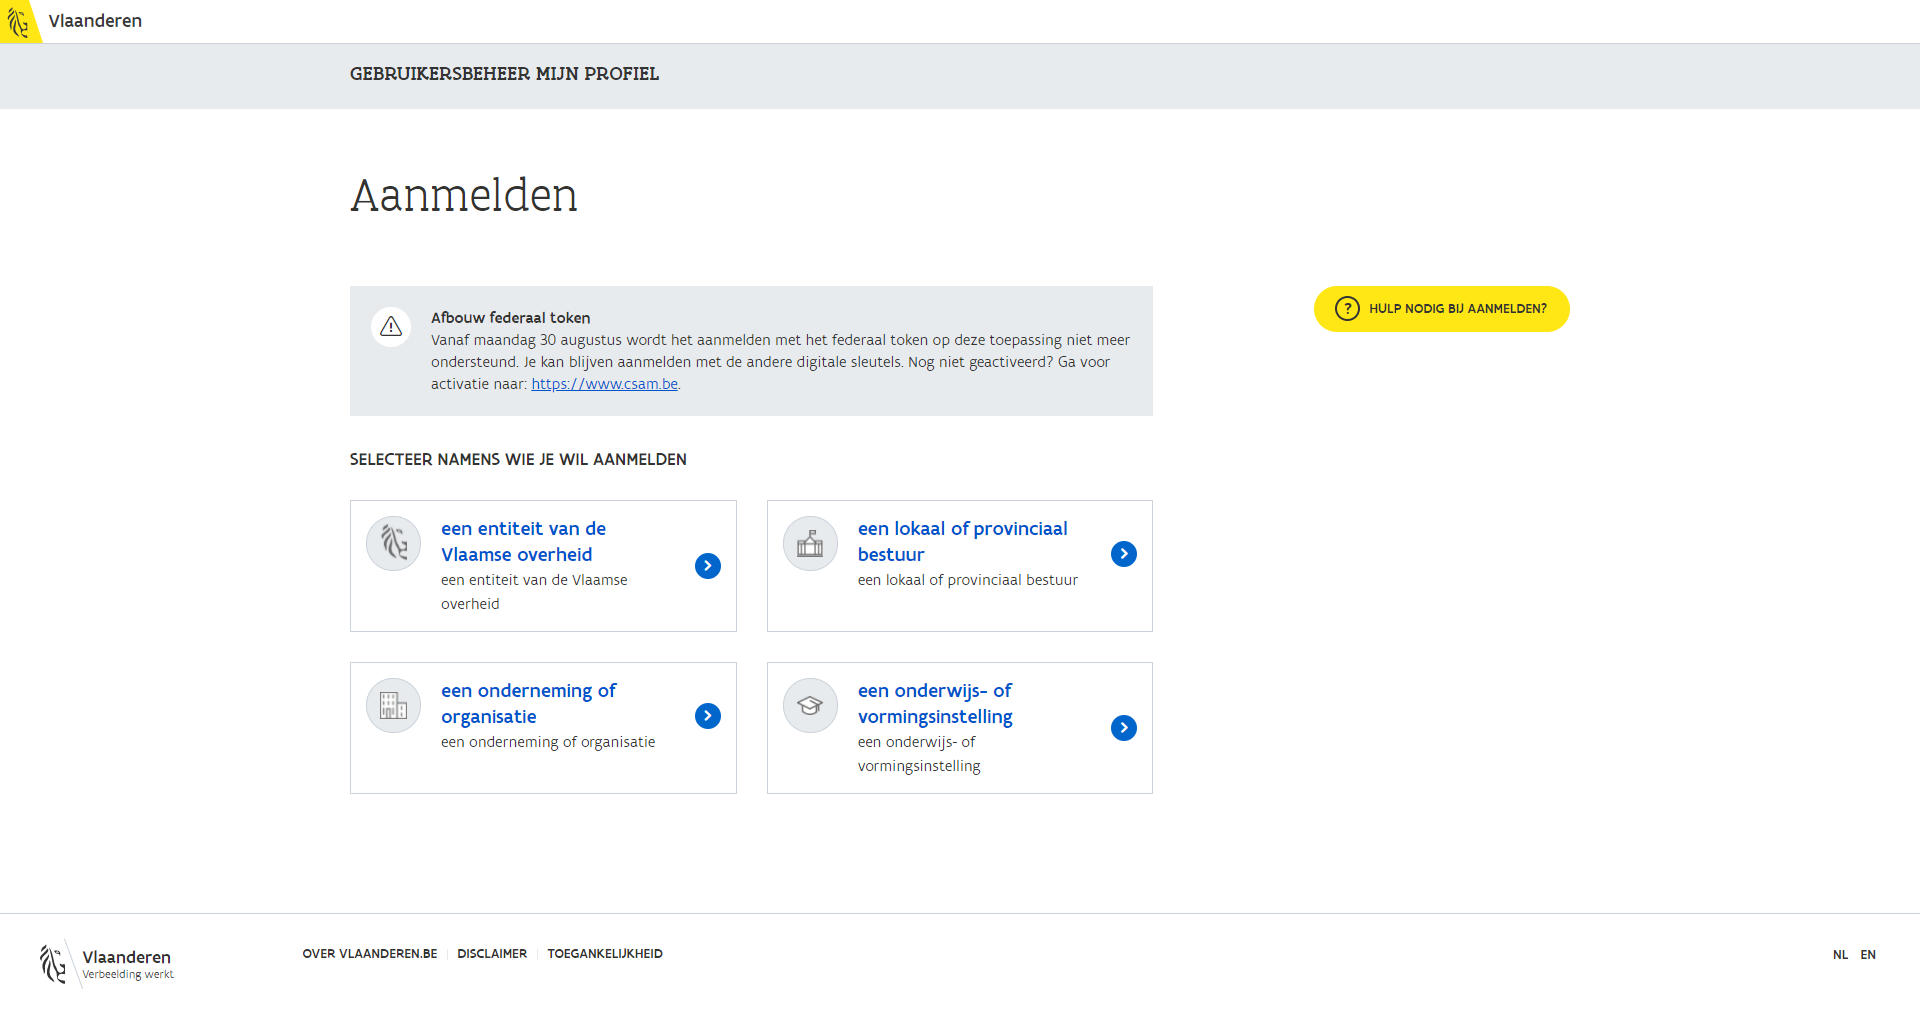 Vlaanderen
GEBRUIKERSBEHEER MIJN PROFIEL
Aanmelden
Afbouw federaal token
Vanaf maandag 30 augustus wordt het aanmelden met het federaal token op deze toepassing niet meer
ondersteund. Je kan blijven aanmelden met de andere digitale sleutels. Nog niet geactiveerd? Ga voor
activatie naar: https://www.csam.be.
? HULP NODIG BIJ AANMELDEN?
SELECTEER NAMENS WIE JE WIL AANMELDEN
een entiteit van de
Vlaamse overheid
een entiteit van de Vlaamse
overheid
een lokaal of provinciaal
bestuur
een lokaal of provinciaal bestuur
een onderneming of
organisatie
een onderneming of organisatie
een onderwijs- of
vormingsinstelling
een onderwijs- of
vormingsinstelling
Vlaanderen
Verbeelding werkt
OVER VLAANDEREN.BE DISCLAIMER TOEGANKELIJKHEID
NL EN